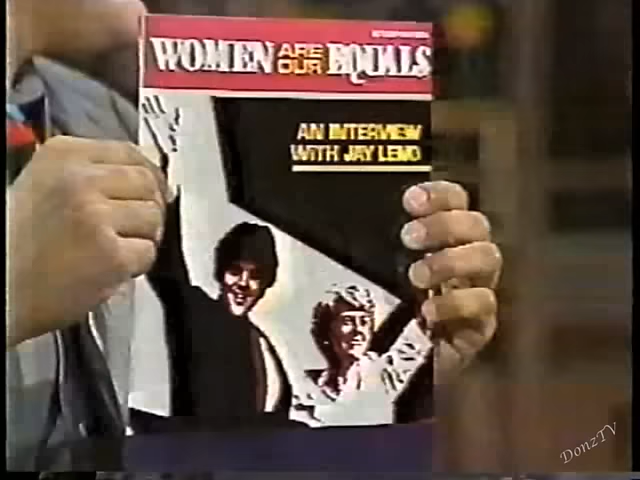 WOMEN ARE OUR EQUALS
AN INTERVIEW
WITH JAY LENO
DonzTV